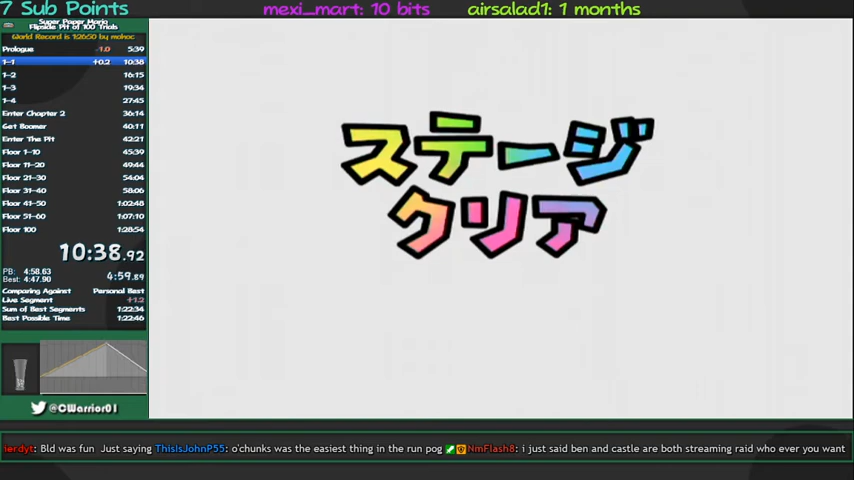 7 Sub Points
mexi_mart: 10 bits
airsalad1: 1 months
Super Paper Mario
Flipside Pit of 100 Trials
World Record is 1:26:50 by mohoc
Prologue -1.0 5:39
1-1 +0.2 10:38
1-2 16:15
1-3 19:34
1-4 27:45
Enter Chapter 2 36:14
Get Boomer 40:11
Enter The Pit 42:21
Floor 1-10 45:39
Floor 11-20 49:44
Floor 21-30 54:04
Floor 31-40 58:06
Floor 41-50 1:02:48
Floor 51-60 1:07:10
Floor 100 1:28:54
10:38.92
PB: 4:58.63
Best: 4:47.90
4:59.89
Comparing Against Personal Best
Live Segment +1.2
Sum of Best Segments 1:22:34
Best Possible Time 1:22:46
@CWarrior01
ステージ
クリア
ierdyt: Bld was fun Just saying ThisIsJohnP55: o'chunks was the easiest thing in the run pog NmFlash8: i just said ben and castle are both streaming raid who ever you want